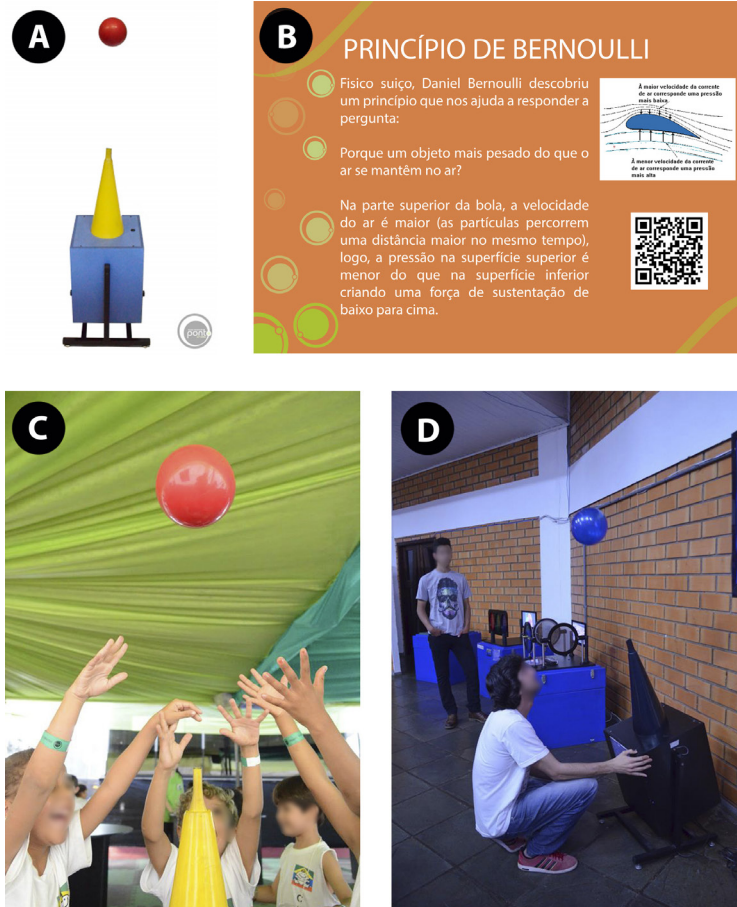 A
pont
B
PRINCÍPIO DE BERNOULLI
Fisico suiço, Daniel Bernoulli descobriu
um princípio que nos ajuda a responder a
pergunta:
Porque um objeto mais pesado do que o
ar se mantêm no ar?
Na parte superior da bola, a velocidade
do ar é maior (as partículas percorrem
uma distância maior no mesmo tempo),
logo, a pressão na superfície superior é
menor do que na superfície inferior
criando uma força de sustentação de
baixo para cima.
À maior velocidade da corrente
de ar corresponde uma pressão
mais baixa
À menor velocidade da corrente
de ar corresponde uma pressão
mais alta
C
D